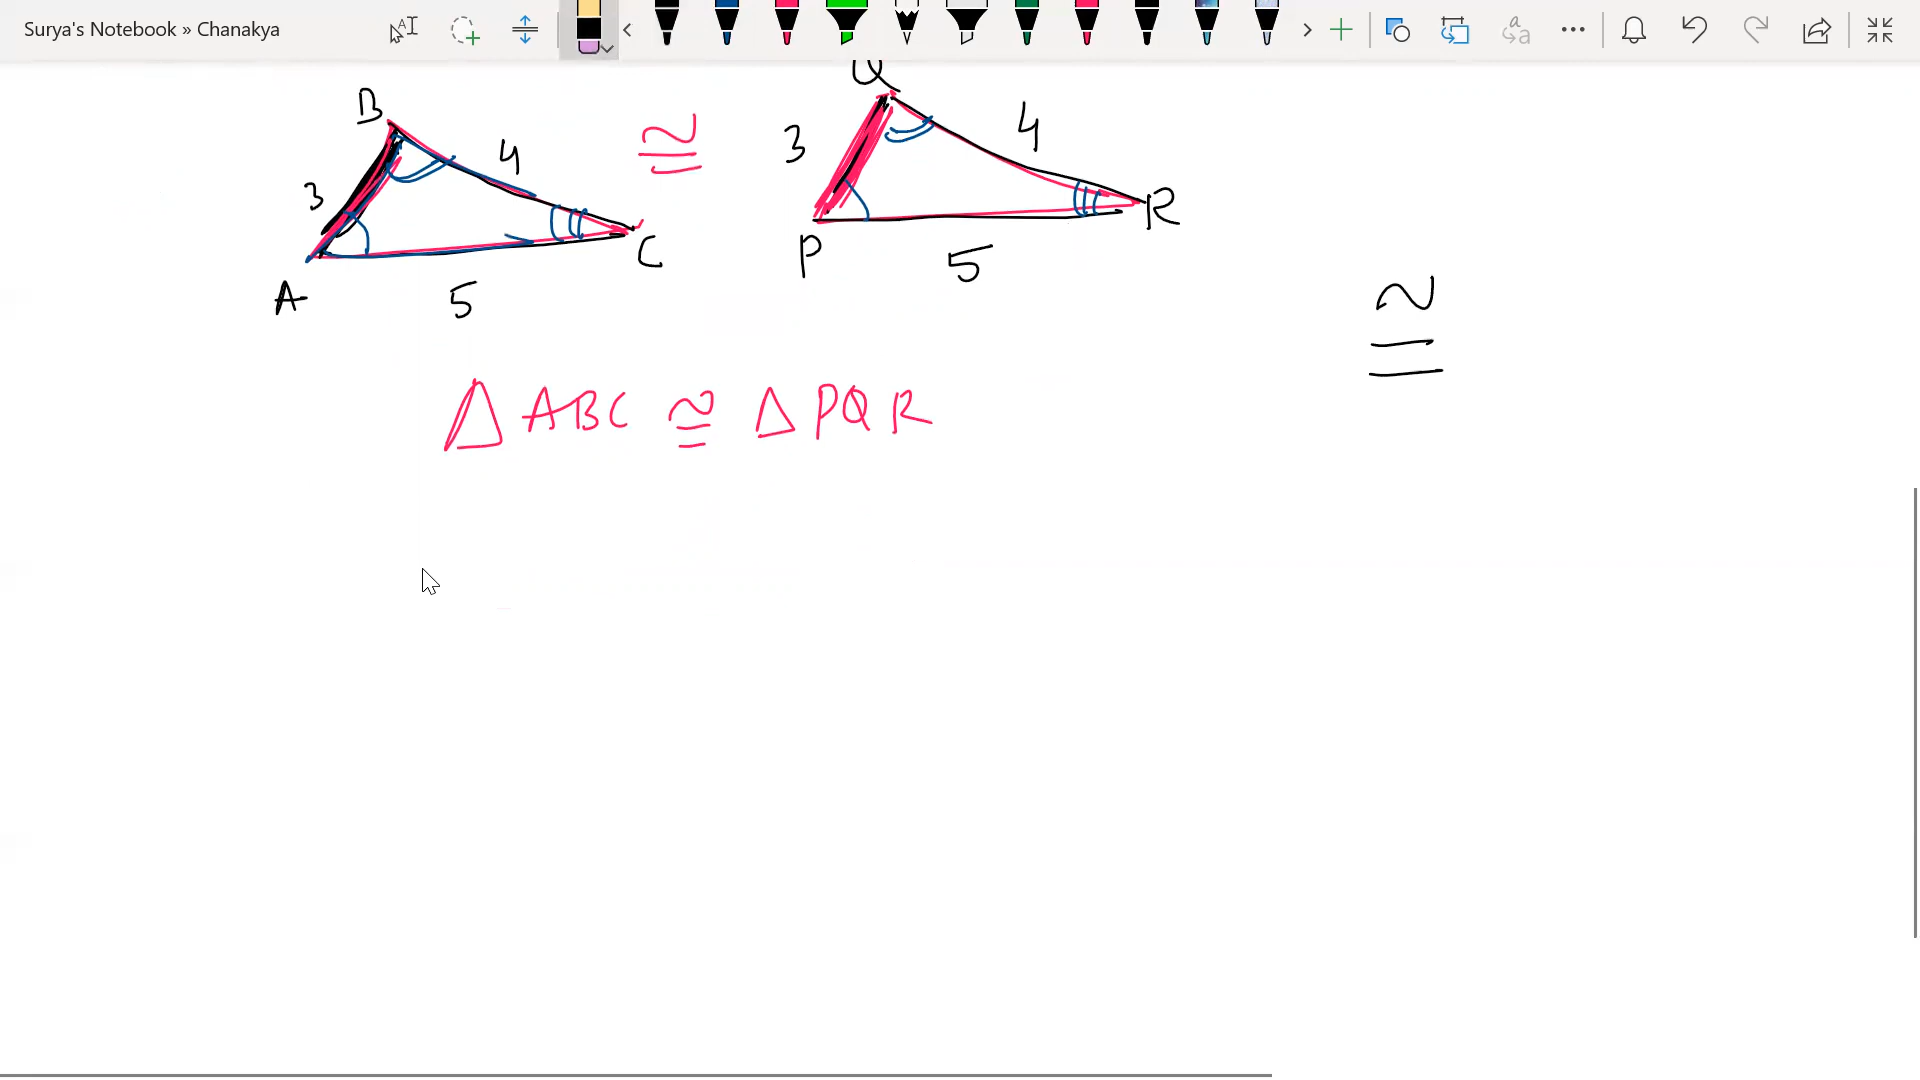 Surya's Notebook » Chanakya
B
3
4
A
5
C
≅
Q
3
4
P
5
R
≅
Δ ABC ≅ Δ PQR